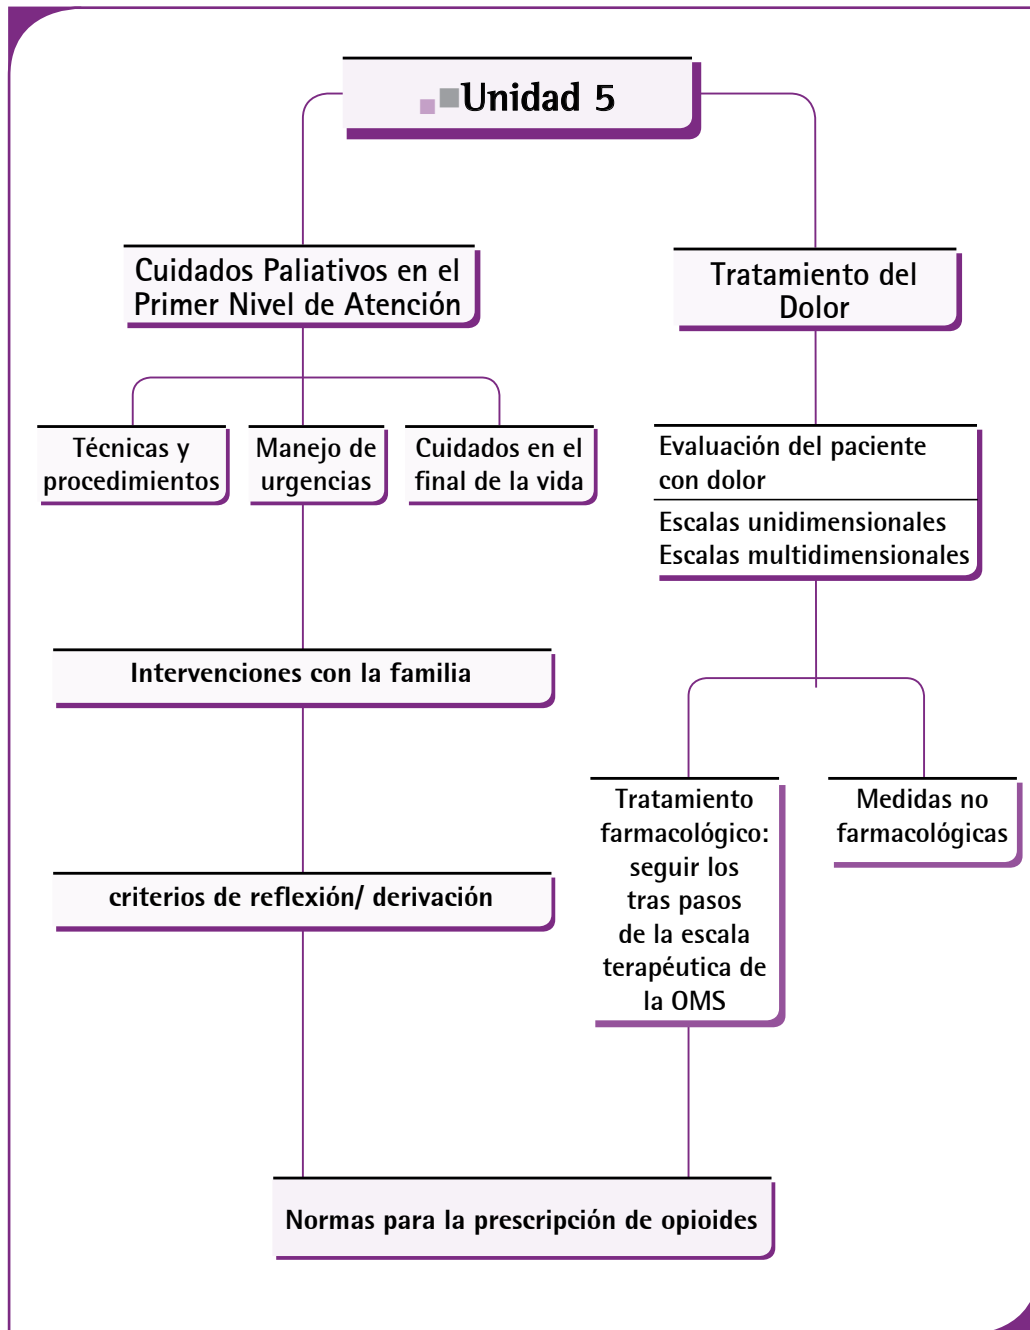 Unidad 5
Cuidados Paliativos en el
Primer Nivel de Atención
Tratamiento del
Dolor
Técnicas y
procedimientos
Manejo de
urgencias
Cuidados en el
final de la vida
Evaluación del paciente
con dolor
Escalas unidimensionales
Escalas multidimensionales
Intervenciones con la familia
Tratamiento
farmacológico:
seguir los
tras pasos
de la escala
terapéutica de
la OMS
Medidas no
farmacológicas
criterios de reflexión/ derivación
Normas para la prescripción de opioides